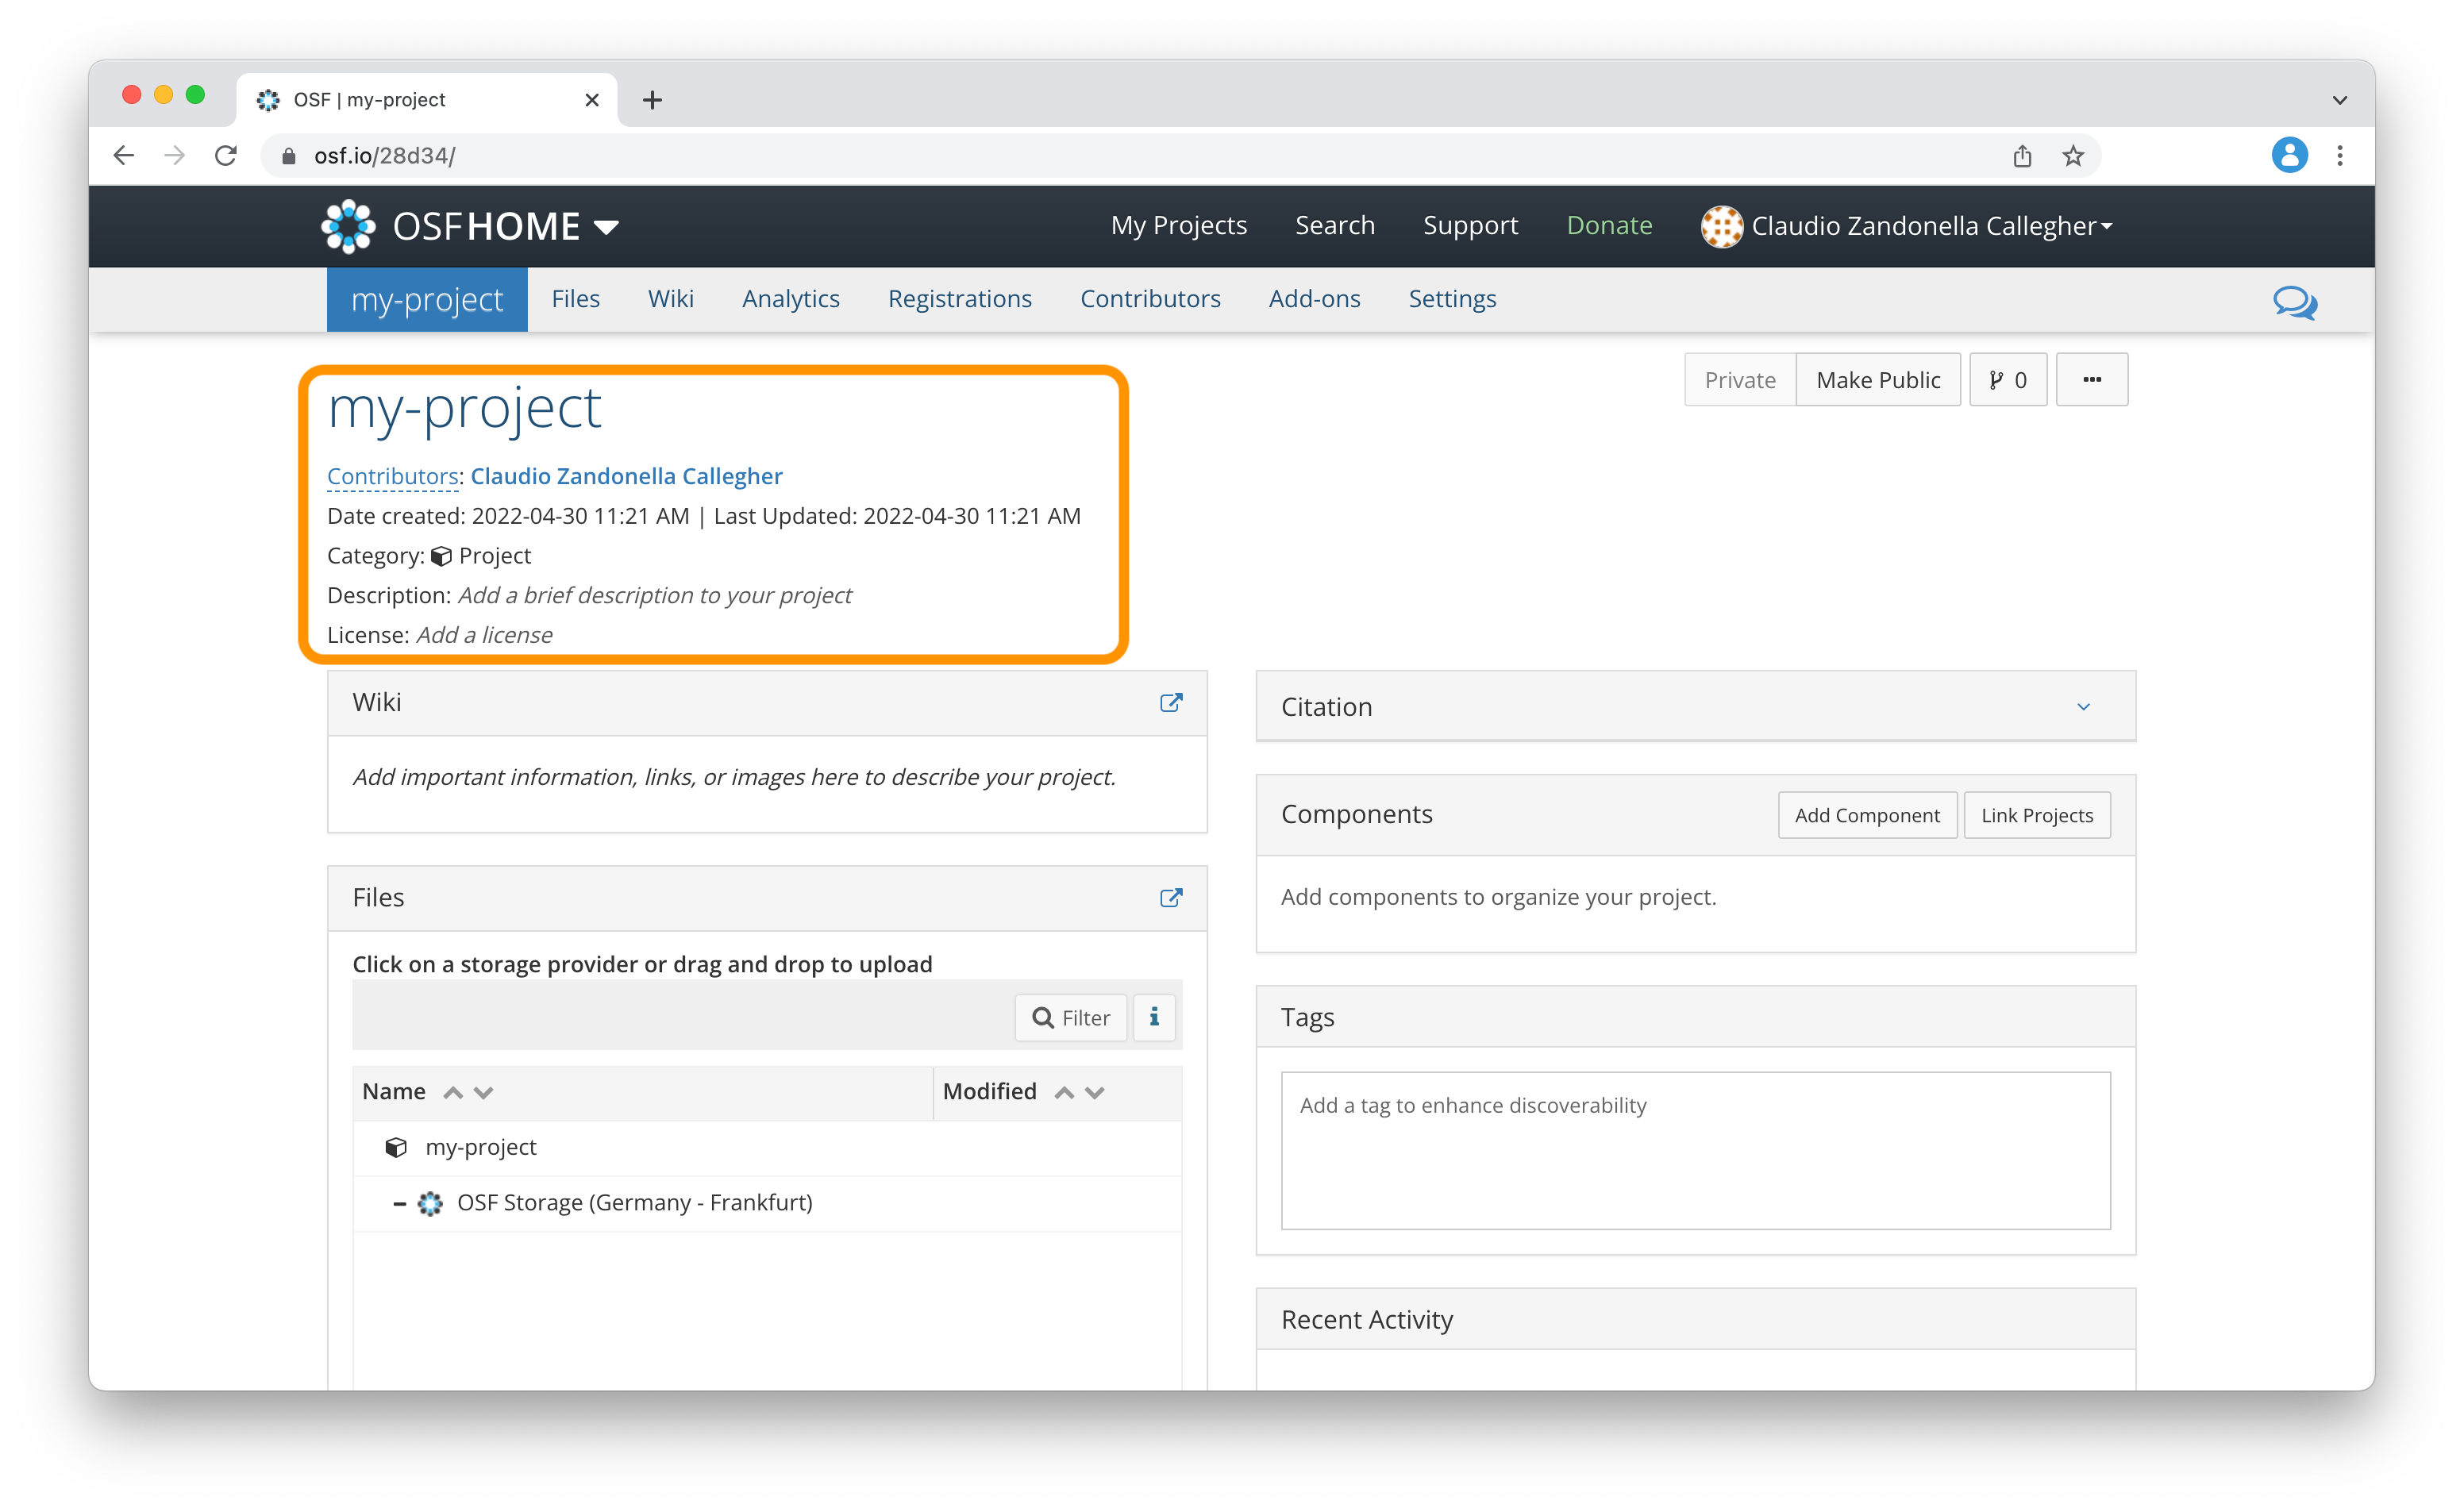 OSF | my-project
osf.io/28d34/
OSFHOME My Projects Search Support Donate Claudio Zandonella Callegher
my-project Files Wiki Analytics Registrations Contributors Add-ons Settings
my-project
Private Make Public 0
Contributors: Claudio Zandonella Callegher
Date created: 2022-04-30 11:21 AM | Last Updated: 2022-04-30 11:21 AM
Category: Project
Description: Add a brief description to your project
License: Add a license
Wiki
Add important information, links, or images here to describe your project.
Files
Click on a storage provider or drag and drop to upload
Filter i
Name Modified
my-project
OSF Storage (Germany - Frankfurt)
Citation
Components Add Component Link Projects
Add components to organize your project.
Tags
Add a tag to enhance discoverability
Recent Activity